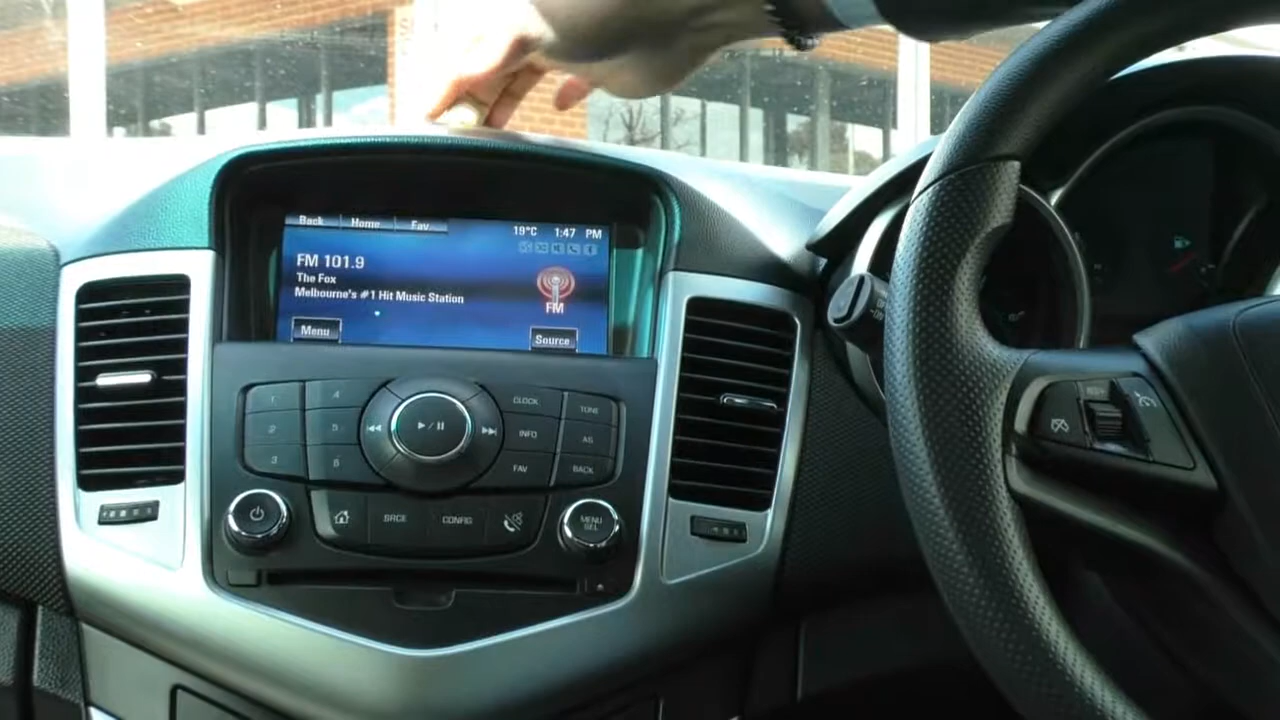 Back Home Fav
19°C 1:47 PM
FM 101.9
The Fox
Melbourne's #1 Hit Music Station
FM
Menu
Source
1 4 CLOCK TONE
2 5 INFO AS
3 6 FAV BACK
SRCE CONFIG
MENU
SEL